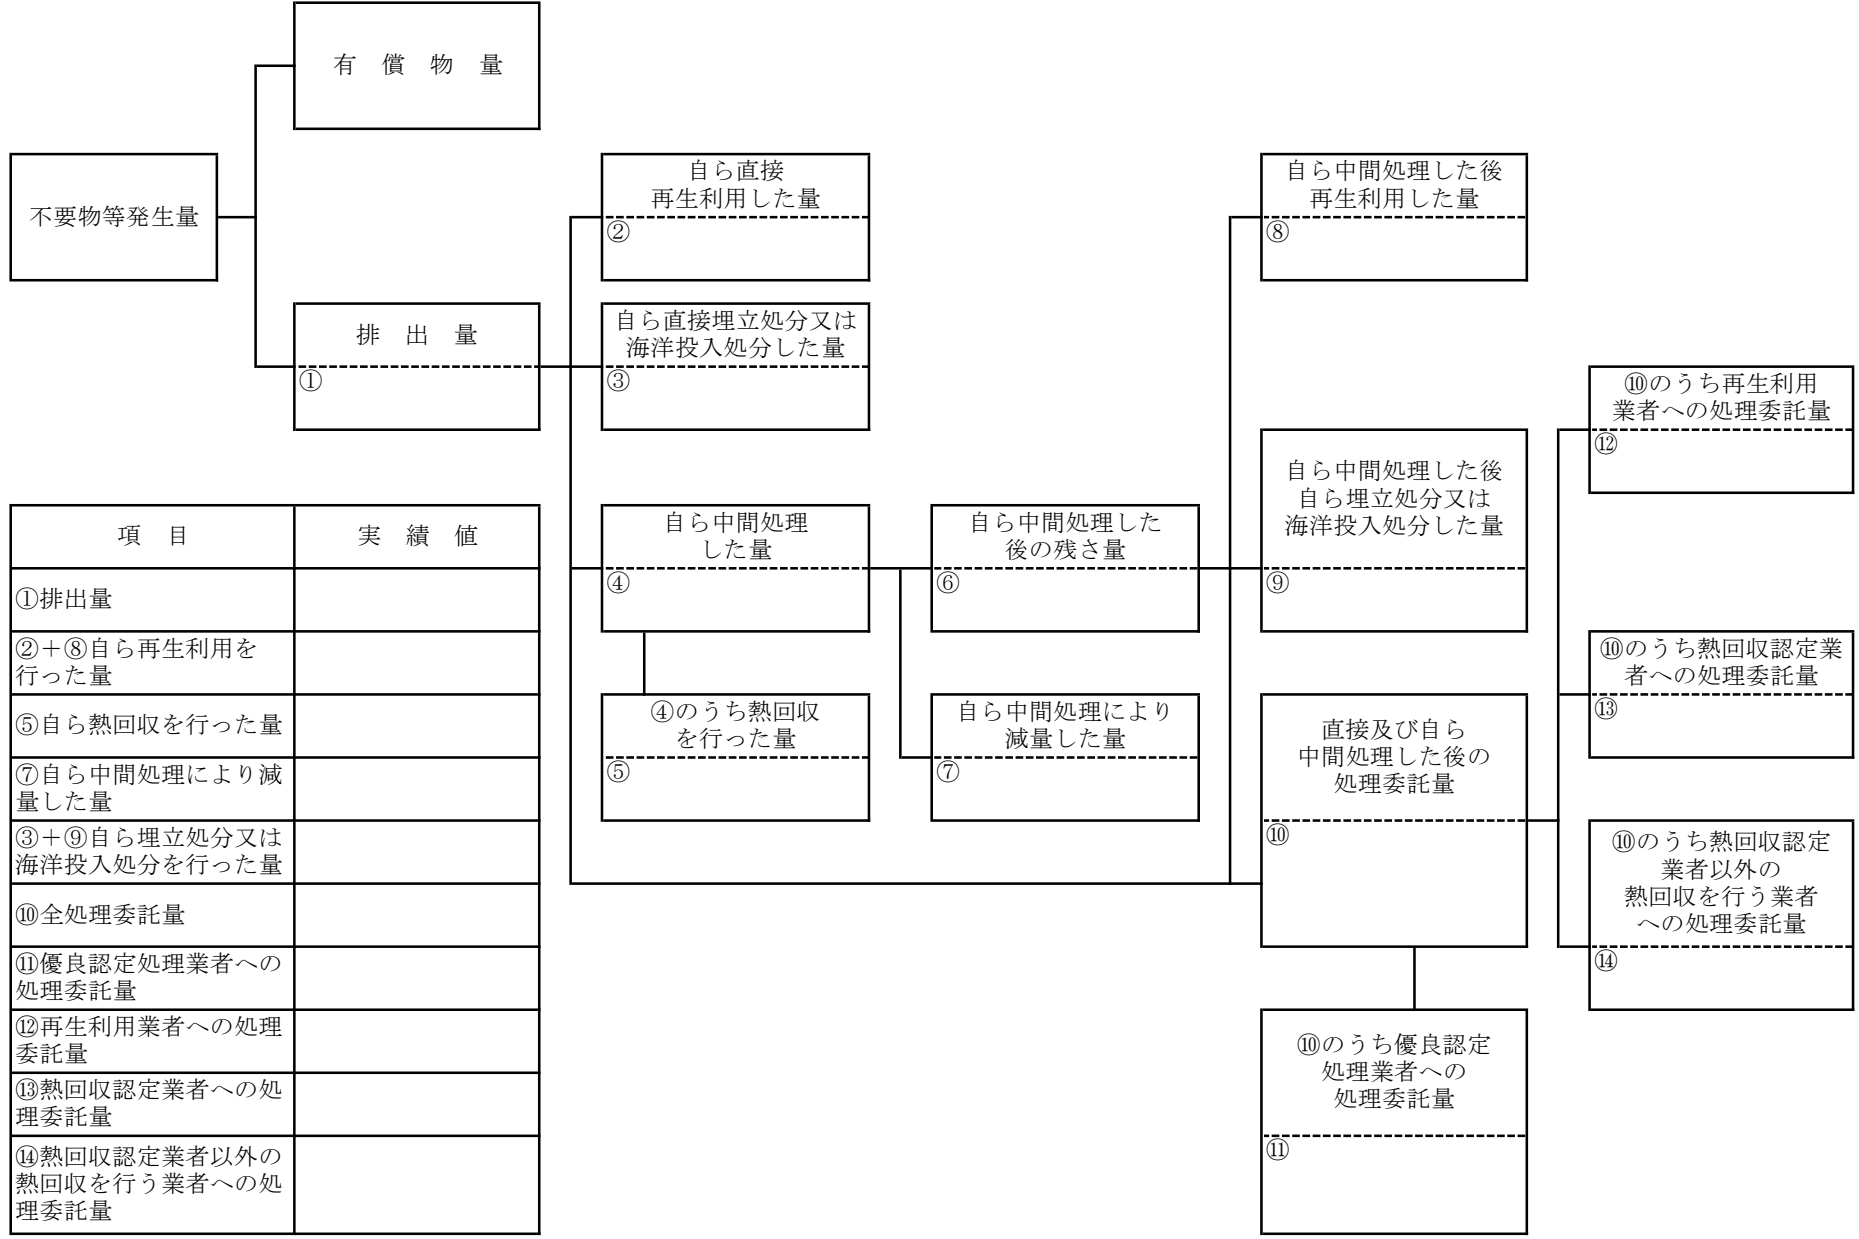 有　償　物　量
不要物等発生量
排　出　量
①
自ら直接
再生利用した量
②
自ら直接埋立処分又は
海洋投入処分した量
③
自ら中間処理
した量
④
④のうち熱回収
を行った量
⑤
自ら中間処理した
後の残さ量
⑥
自ら中間処理により
減量した量
⑦
自ら中間処理した後
再生利用した量
⑧
自ら中間処理した後
自ら埋立処分又は
海洋投入処分した量
⑨
直接及び自ら
中間処理した後の
処理委託量
⑩
⑩のうち優良認定
処理業者への
処理委託量
⑪
⑩のうち再生利用
業者への処理委託量
⑫
⑩のうち熱回収認定業
者への処理委託量
⑬
⑩のうち熱回収認定
業者以外の
熱回収を行う業者
への処理委託量
⑭
項　目
実　績　値
①排出量
②＋⑧自ら再生利用を
行った量
⑤自ら熱回収を行った量
⑦自ら中間処理により減
量した量
③＋⑨自ら埋立処分又は
海洋投入処分を行った量
⑩全処理委託量
⑪優良認定処理業者への
処理委託量
⑫再生利用業者への処理
委託量
⑬熱回収認定業者への処
理委託量
⑭熱回収認定業者以外の
熱回収を行う業者への処
理委託量